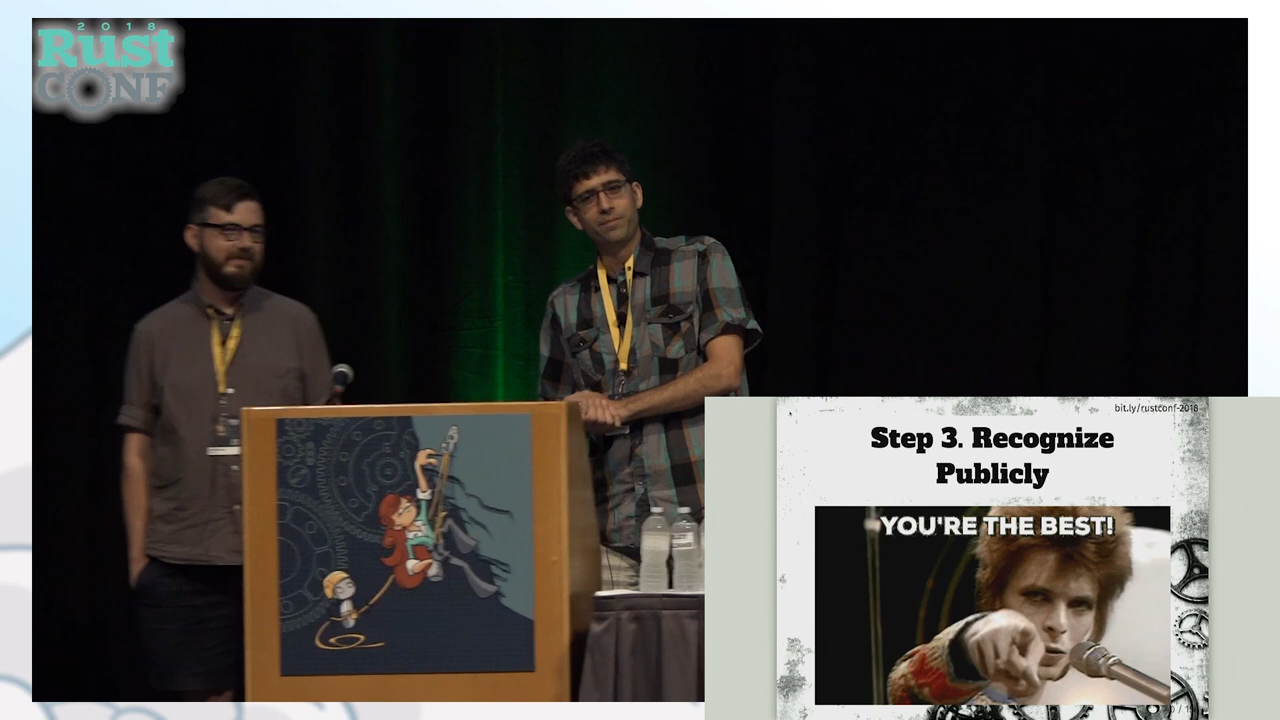 2018
Rust
CONF
bit.ly/rustconf-2018
Step 3. Recognize
Publicly
YOU'RE THE BEST!